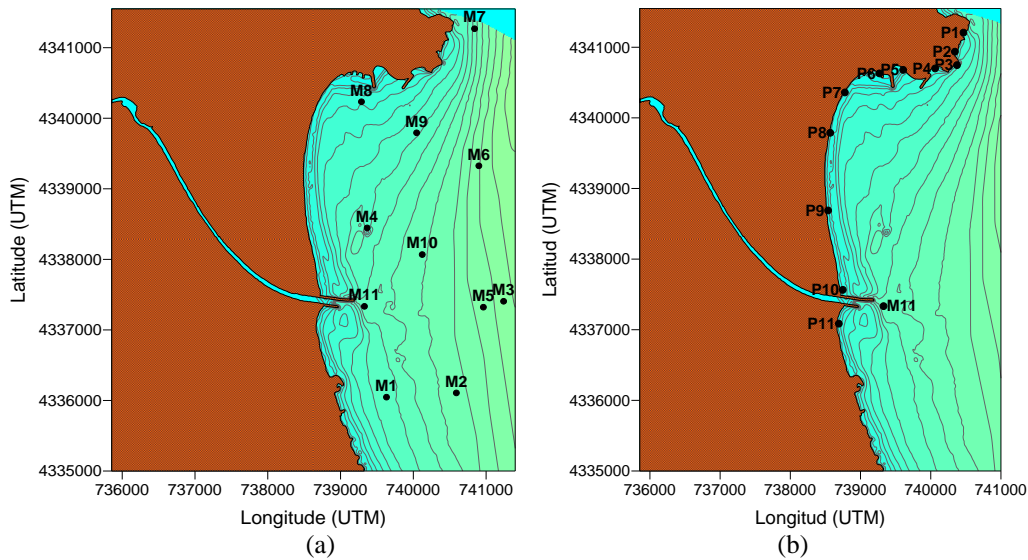 M7
4341000
M8
4340000
M9
M6
4339000
M4
M10
4338000
M11
M5
M3
4337000
M1
M2
4336000
4335000
736000 737000 738000 739000 740000 741000
Latitude (UTM)
Longitude (UTM)
(a)
P1
4341000
P2
P3
P4
P5
P6
P7
4340000
P8
4339000
P9
4338000
P10
M11
P11
4337000
4336000
4335000
736000 737000 738000 739000 740000 741000
Latitud (UTM)
Longitud (UTM)
(b)